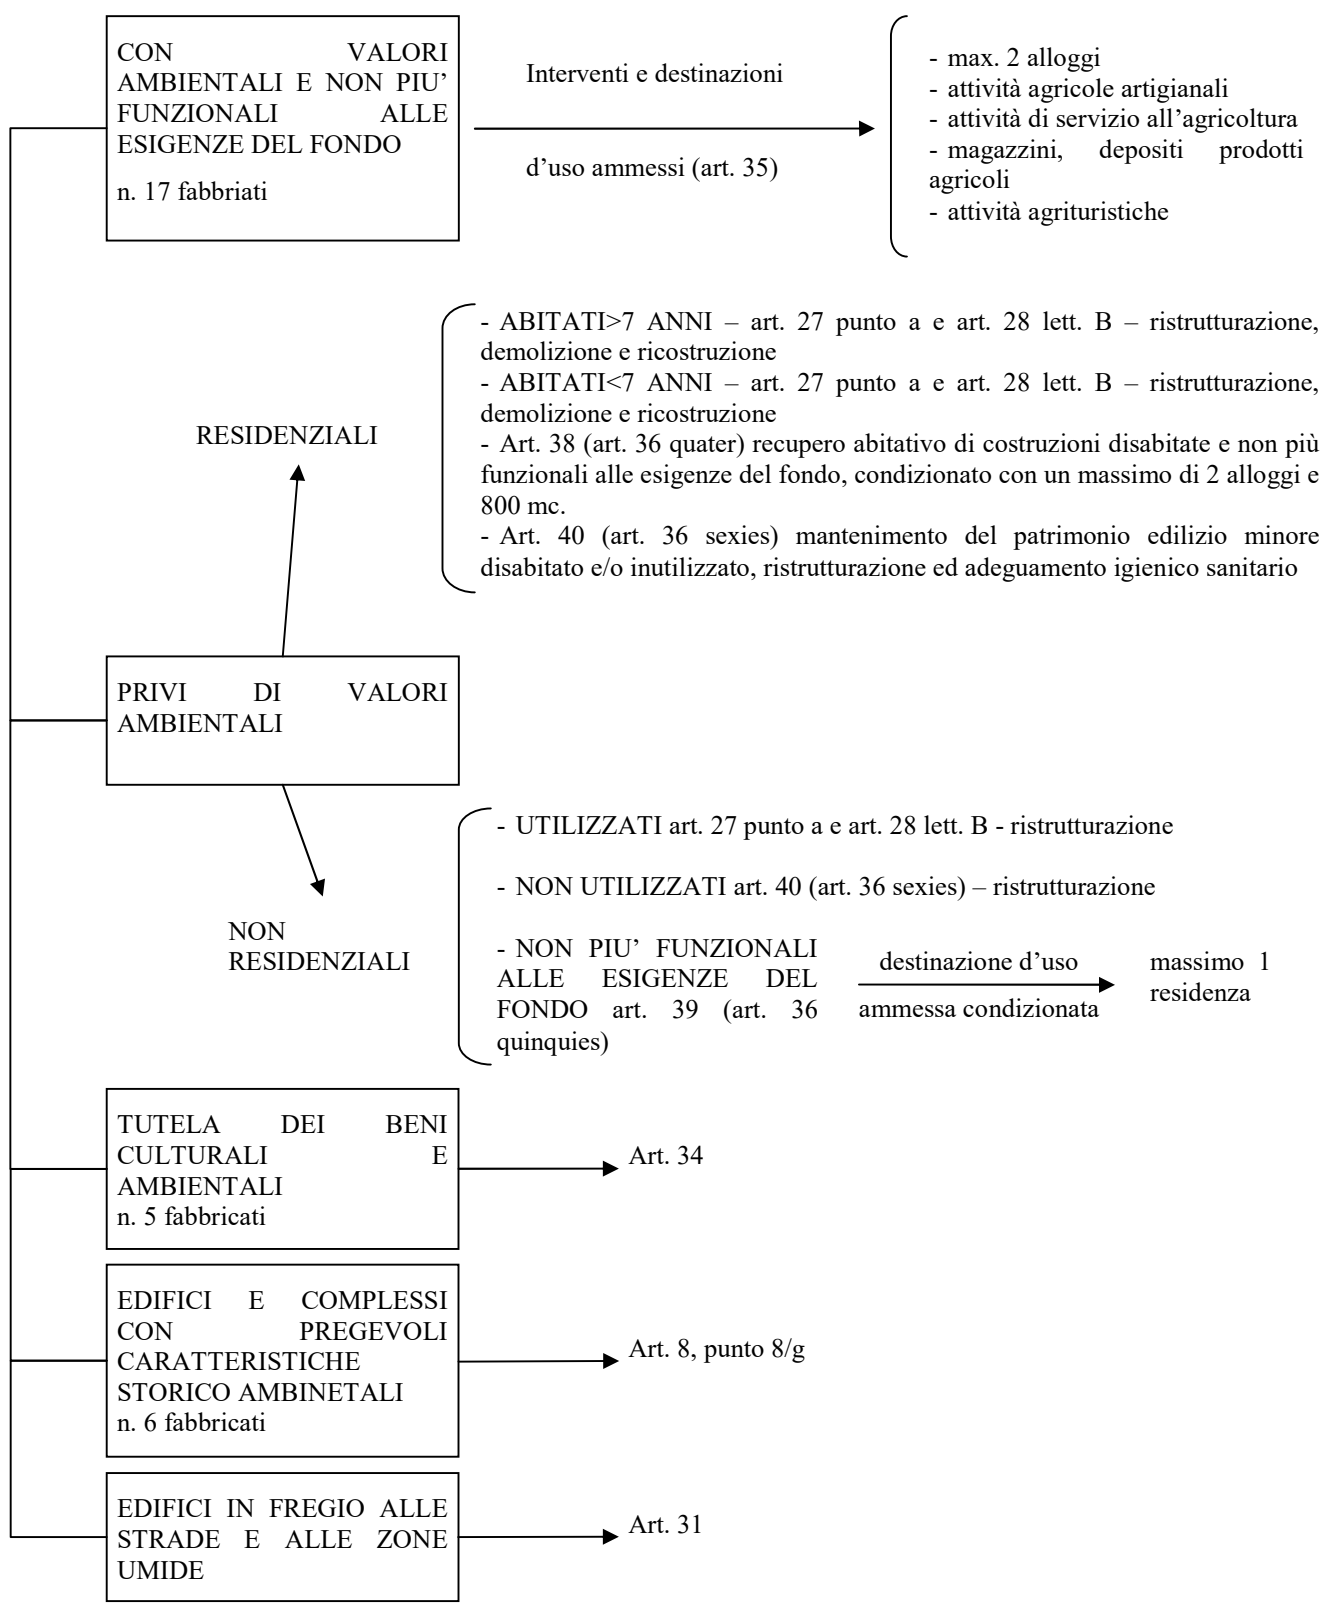 CON VALORI
AMBIENTALI E NON PIU'
FUNZIONALI ALLE
ESIGENZE DEL FONDO
n. 17 fabbriati
Interventi e destinazioni
d'uso ammessi (art. 35)
- max. 2 alloggi
- attività agricole artigianali
- attività di servizio all'agricoltura
- magazzini, depositi prodotti
agricoli
- attività agrituristiche
- ABITATI>7 ANNI – art. 27 punto a e art. 28 lett. B – ristrutturazione,
demolizione e ricostruzione
- ABITATI<7 ANNI – art. 27 punto a e art. 28 lett. B – ristrutturazione,
demolizione e ricostruzione
- Art. 38 (art. 36 quater) recupero abitativo di costruzioni disabitate e non più
funzionali alle esigenze del fondo, condizionato con un massimo di 2 alloggi e
800 mc.
- Art. 40 (art. 36 sexies) mantenimento del patrimonio edilizio minore
disabitato e/o inutilizzato, ristrutturazione ed adeguamento igienico sanitario
RESIDENZIALI
PRIVI DI VALORI
AMBIENTALI
NON
RESIDENZIALI
- UTILIZZATI art. 27 punto a e art. 28 lett. B - ristrutturazione
- NON UTILIZZATI art. 40 (art. 36 sexies) – ristrutturazione
- NON PIU' FUNZIONALI
ALLE ESIGENZE DEL
FONDO art. 39 (art. 36
quinquies)
destinazione d'uso
ammessa condizionata
massimo 1
residenza
TUTELA DEI BENI
CULTURALI E
AMBIENTALI
n. 5 fabbricati
Art. 34
EDIFICI E COMPLESSI
CON PREGEVOLI
CARATTERISTICHE
STORICO AMBINETALI
n. 6 fabbricati
Art. 8, punto 8/g
EDIFICI IN FREGIO ALLE
STRADE E ALLE ZONE
UMIDE
Art. 31